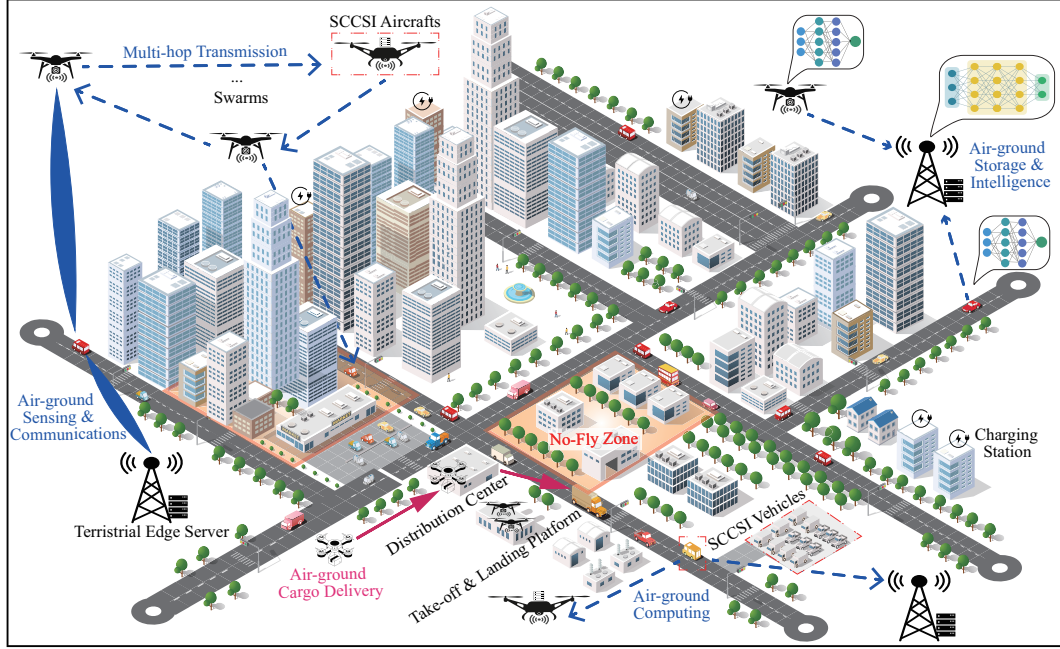 SCCSI Aircrafts
Multi-hop Transmission
...
Swarms
Air-ground
Storage &
Intelligence
Air-ground
Sensing &
Communications
No-Fly Zone
Charging
Station
Terristrial Edge Server
Distribution Center
Take-off & Landing Platform
SCCSI Vehicles
Air-ground
Cargo Delivery
Air-ground
Computing